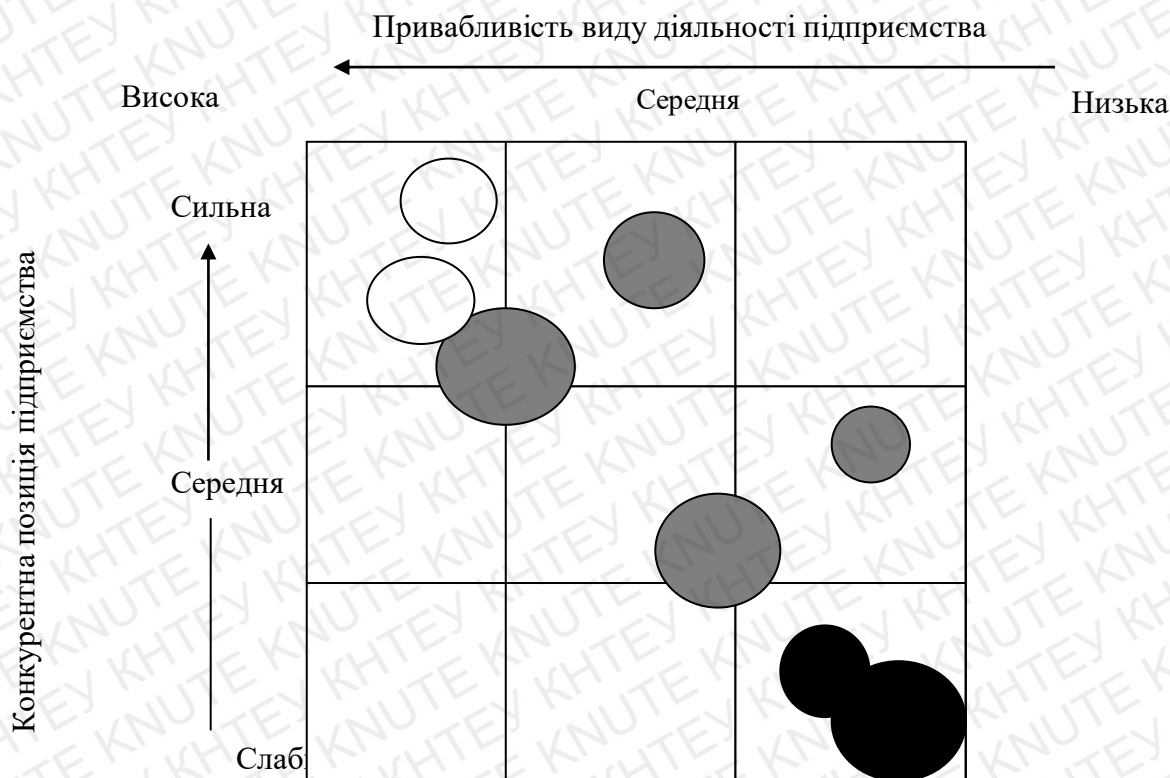 Привабливість виду діяльності підприємства
Висока
Середня
Низька
Сильна
Конкурентна позиція підприємства
Середня
Слаб